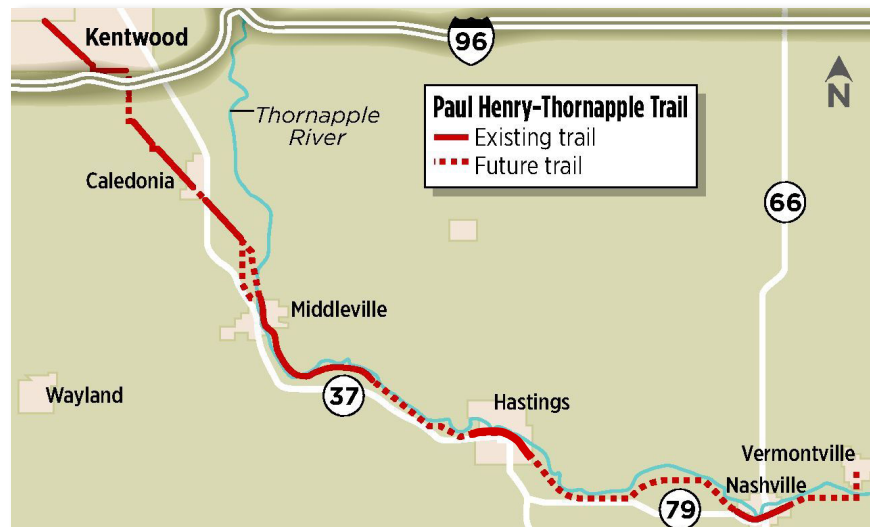 Kentwood
96
N
Thornapple
River
Paul Henry-Thornapple Trail
Existing trail
Future trail
Caledonia
66
Middleville
Wayland
37
Hastings
Vermontville
Nashville
79